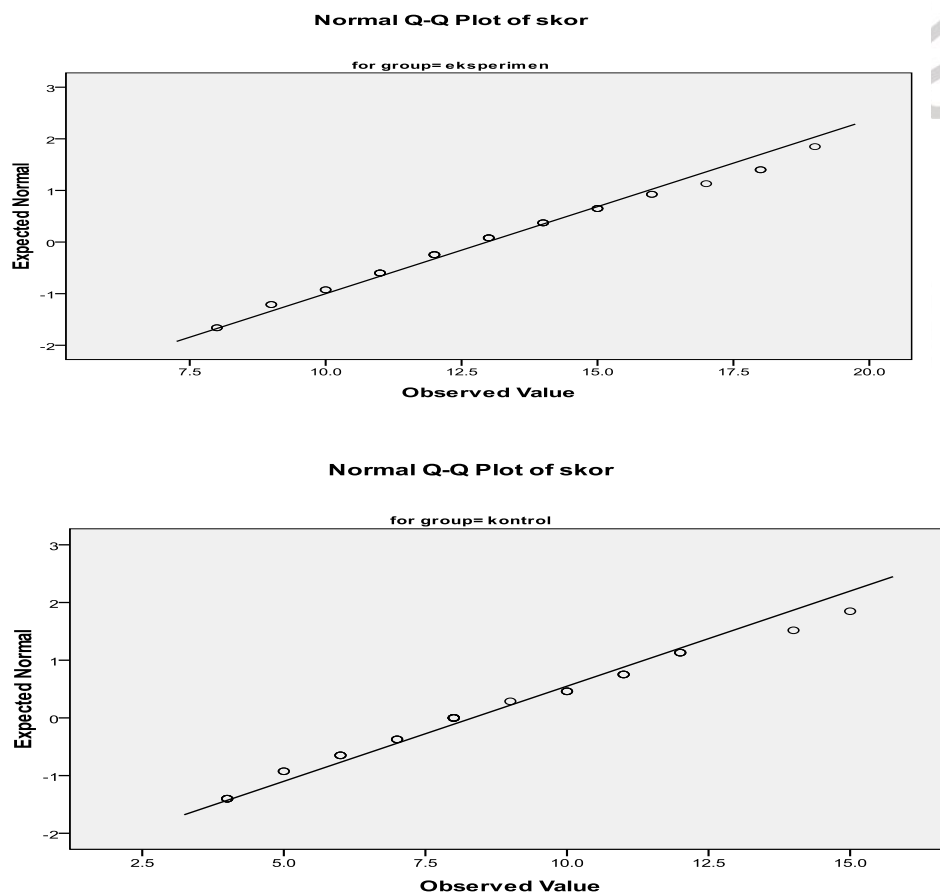 Normal Q-Q Plot of skor
for group= eksperimen
3
2
1
0
-1
-2
Expected Normal
7.5 10.0 12.5 15.0 17.5 20.0
Observed Value
Normal Q-Q Plot of skor
for group= kontrol
3
2
1
0
-1
-2
Expected Normal
2.5 5.0 7.5 10.0 12.5 15.0
Observed Value